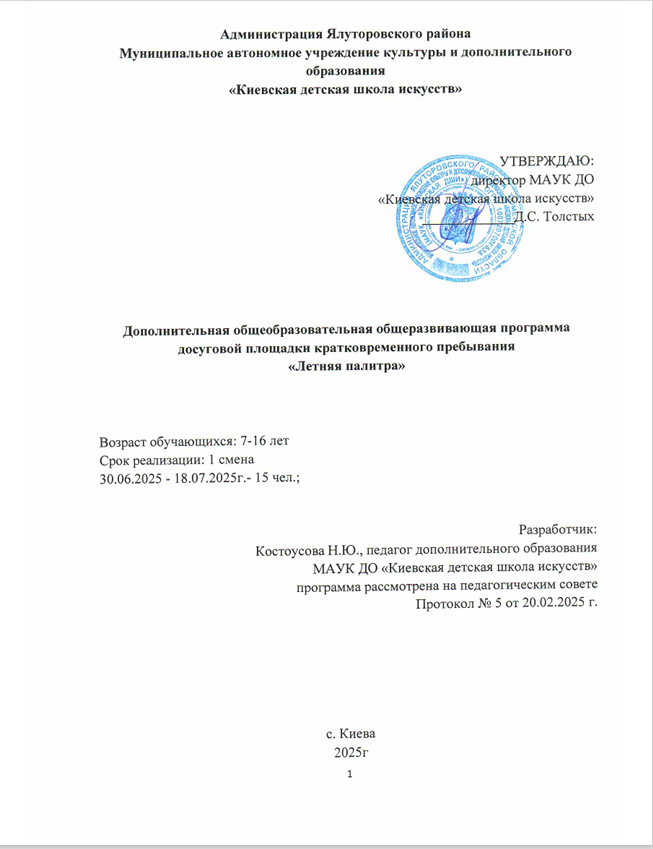 Администрация Ялуторовского района
Муниципальное автономное учреждение культуры и дополнительного
образования
«Киевская детская школа искусств»
УТВЕРЖДАЮ:
директор МАУК ДО
«Киевская детская школа искусств»
Д.С. Толстых
Дополнительная общеобразовательная общеразвивающая программа
досуговой площадки кратковременного пребывания
«Летняя палитра»
Возраст обучающихся: 7-16 лет
Срок реализации: 1 смена
30.06.2025 - 18.07.2025г.- 15 чел.;
Разработчик:
Костоусова Н.Ю., педагог дополнительного образования
МАУК ДО «Киевская детская школа искусств»
программа рассмотрена на педагогическим совете
Протокол № 5 от 20.02.2025 г.
с. Киева
2025г
1